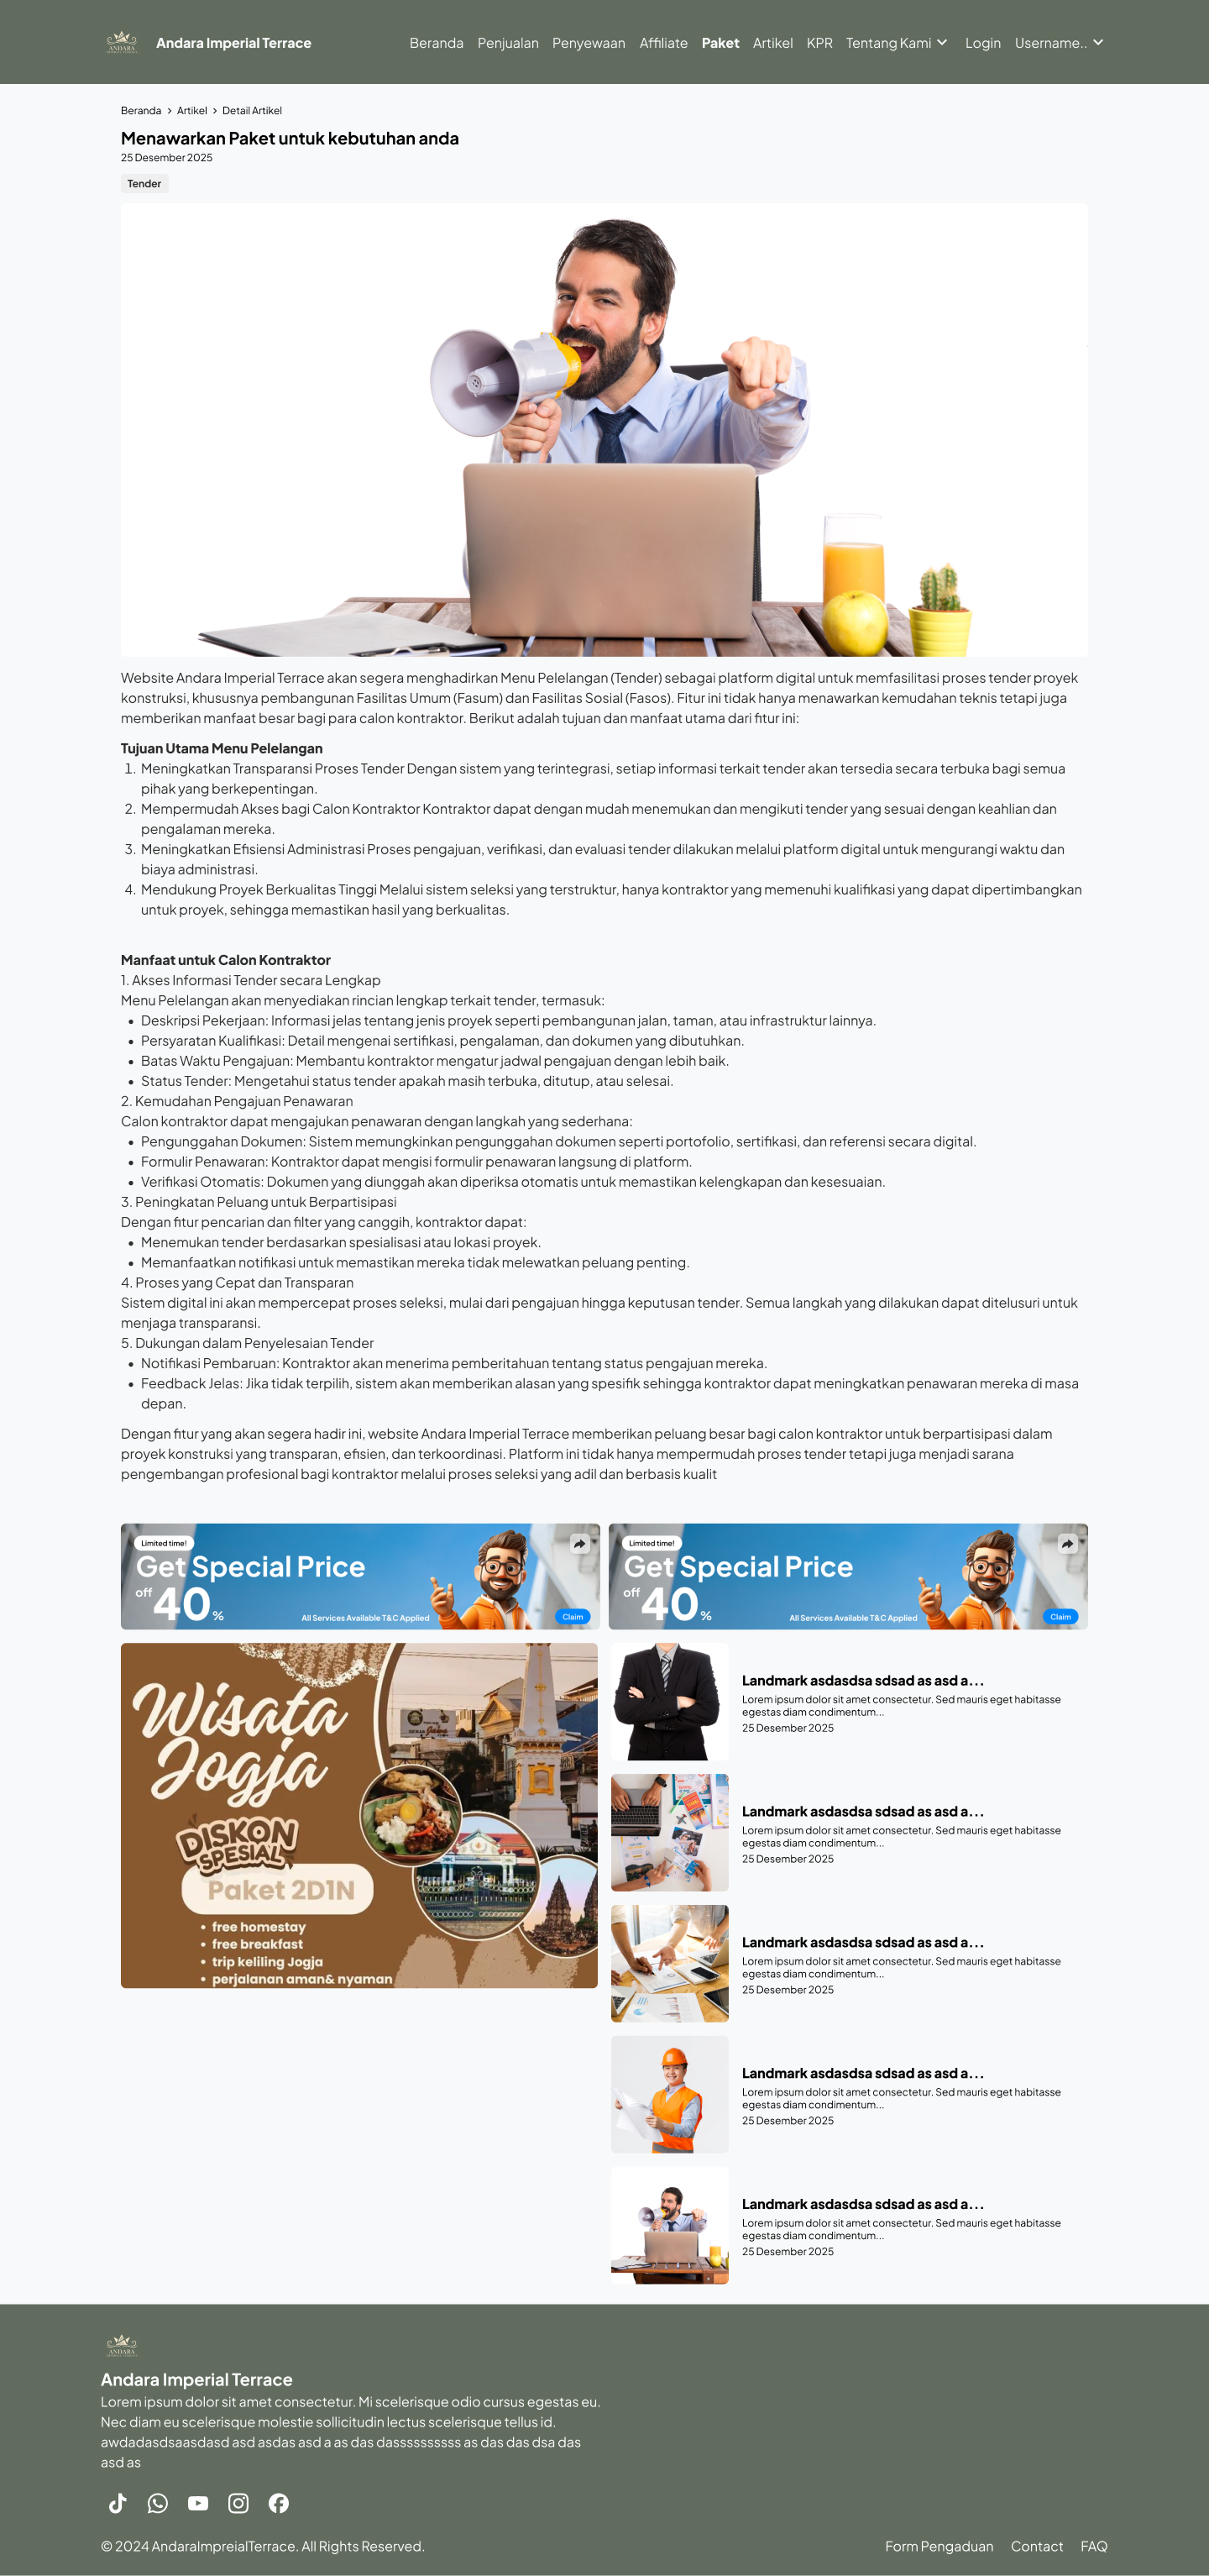 ANDARA
Andara Imperial Terrace
Beranda Penjualan Penyewaan Affiliate Paket Artikel KPR Tentang Kami Login Username..
Beranda > Artikel > Detail Artikel
Menawarkan Paket untuk kebutuhan anda
25 Desember 2025
Tender
Website Andara Imperial Terrace akan segera menghadirkan Menu Pelelangan (Tender) sebagai platform digital untuk memfasilitasi proses tender proyek
konstruksi, khususnya pembangunan Fasilitas Umum (Fasum) dan Fasilitas Sosial (Fasos). Fitur ini tidak hanya menawarkan kemudahan teknis tetapi juga
memberikan manfaat besar bagi para calon kontraktor. Berikut adalah tujuan dan manfaat utama dari fitur ini:
Tujuan Utama Menu Pelelangan
1. Meningkatkan Transparansi Proses Tender Dengan sistem yang terintegrasi, setiap informasi terkait tender akan tersedia secara terbuka bagi semua
pihak yang berkepentingan.
2. Mempermudah Akses bagi Calon Kontraktor Kontraktor dapat dengan mudah menemukan dan mengikuti tender yang sesuai dengan keahlian dan
pengalaman mereka.
3. Meningkatkan Efisiensi Administrasi Proses pengajuan, verifikasi, dan evaluasi tender dilakukan melalui platform digital untuk mengurangi waktu dan
biaya administrasi.
4. Mendukung Proyek Berkualitas Tinggi Melalui sistem seleksi yang terstruktur, hanya kontraktor yang memenuhi kualifikasi yang dapat dipertimbangkan
untuk proyek, sehingga memastikan hasil yang berkualitas.
Manfaat untuk Calon Kontraktor
1. Akses Informasi Tender secara Lengkap
Menu Pelelangan akan menyediakan rincian lengkap terkait tender, termasuk:
• Deskripsi Pekerjaan: Informasi jelas tentang jenis proyek seperti pembangunan jalan, taman, atau infrastruktur lainnya.
• Persyaratan Kualifikasi: Detail mengenai sertifikasi, pengalaman, dan dokumen yang dibutuhkan.
• Batas Waktu Pengajuan: Membantu kontraktor mengatur jadwal pengajuan dengan lebih baik.
• Status Tender: Mengetahui status tender apakah masih terbuka, ditutup, atau selesai.
2. Kemudahan Pengajuan Penawaran
Calon kontraktor dapat mengajukan penawaran dengan langkah yang sederhana:
• Pengunggahan Dokumen: Sistem memungkinkan pengunggahan dokumen seperti portofolio, sertifikasi, dan referensi secara digital.
• Formulir Penawaran: Kontraktor dapat mengisi formulir penawaran langsung di platform.
• Verifikasi Otomatis: Dokumen yang diunggah akan diperiksa otomatis untuk memastikan kelengkapan dan kesesuaian.
3. Peningkatan Peluang untuk Berpartisipasi
Dengan fitur pencarian dan filter yang canggih, kontraktor dapat:
• Menemukan tender berdasarkan spesialisasi atau lokasi proyek.
• Memanfaatkan notifikasi untuk memastikan mereka tidak melewatkan peluang penting.
4. Proses yang Cepat dan Transparan
Sistem digital ini akan mempercepat proses seleksi, mulai dari pengajuan hingga keputusan tender. Semua langkah yang dilakukan dapat ditelusuri untuk
menjaga transparansi.
5. Dukungan dalam Penyelesaian Tender
• Notifikasi Pembaruan: Kontraktor akan menerima pemberitahuan tentang status pengajuan mereka.
• Feedback Jelas: Jika tidak terpilih, sistem akan memberikan alasan yang spesifik sehingga kontraktor dapat meningkatkan penawaran mereka di masa
depan.
Dengan fitur yang akan segera hadir ini, website Andara Imperial Terrace memberikan peluang besar bagi calon kontraktor untuk berpartisipasi dalam
proyek konstruksi yang transparan, efisien, dan terkoordinasi. Platform ini tidak hanya mempermudah proses tender tetapi juga menjadi sarana
pengembangan profesional bagi kontraktor melalui proses seleksi yang adil dan berbasis kualit
Limited time!
Get Special Price
off 40%
All Services Available T&C Applied
Claim
Limited time!
Get Special Price
off 40%
All Services Available T&C Applied
Claim
Wisata
Jogja
DISKON
SPESIAL
Paket 2D1N
• free homestay
• free breakfast
• trip keliling Jogja
• perjalanan aman& nyaman
Landmark asdasdsa sdsad as asd a...
Lorem ipsum dolor sit amet consectetur. Sed mauris eget habitasse
egestas diam condimentum...
25 Desember 2025
Landmark asdasdsa sdsad as asd a...
Lorem ipsum dolor sit amet consectetur. Sed mauris eget habitasse
egestas diam condimentum...
25 Desember 2025
Landmark asdasdsa sdsad as asd a...
Lorem ipsum dolor sit amet consectetur. Sed mauris eget habitasse
egestas diam condimentum...
25 Desember 2025
Landmark asdasdsa sdsad as asd a...
Lorem ipsum dolor sit amet consectetur. Sed mauris eget habitasse
egestas diam condimentum...
25 Desember 2025
Landmark asdasdsa sdsad as asd a...
Lorem ipsum dolor sit amet consectetur. Sed mauris eget habitasse
egestas diam condimentum...
25 Desember 2025
ANDARA
Andara Imperial Terrace
Lorem ipsum dolor sit amet consectetur. Mi scelerisque odio cursus egestas eu.
Nec diam eu scelerisque molestie sollicitudin lectus scelerisque tellus id.
awdadasdsaasdasd asd asdas asd a as das dasssssssss as das das dsa das
asd as
© 2024 AndaraImpreialTerrace. All Rights Reserved.
Form Pengaduan Contact FAQ